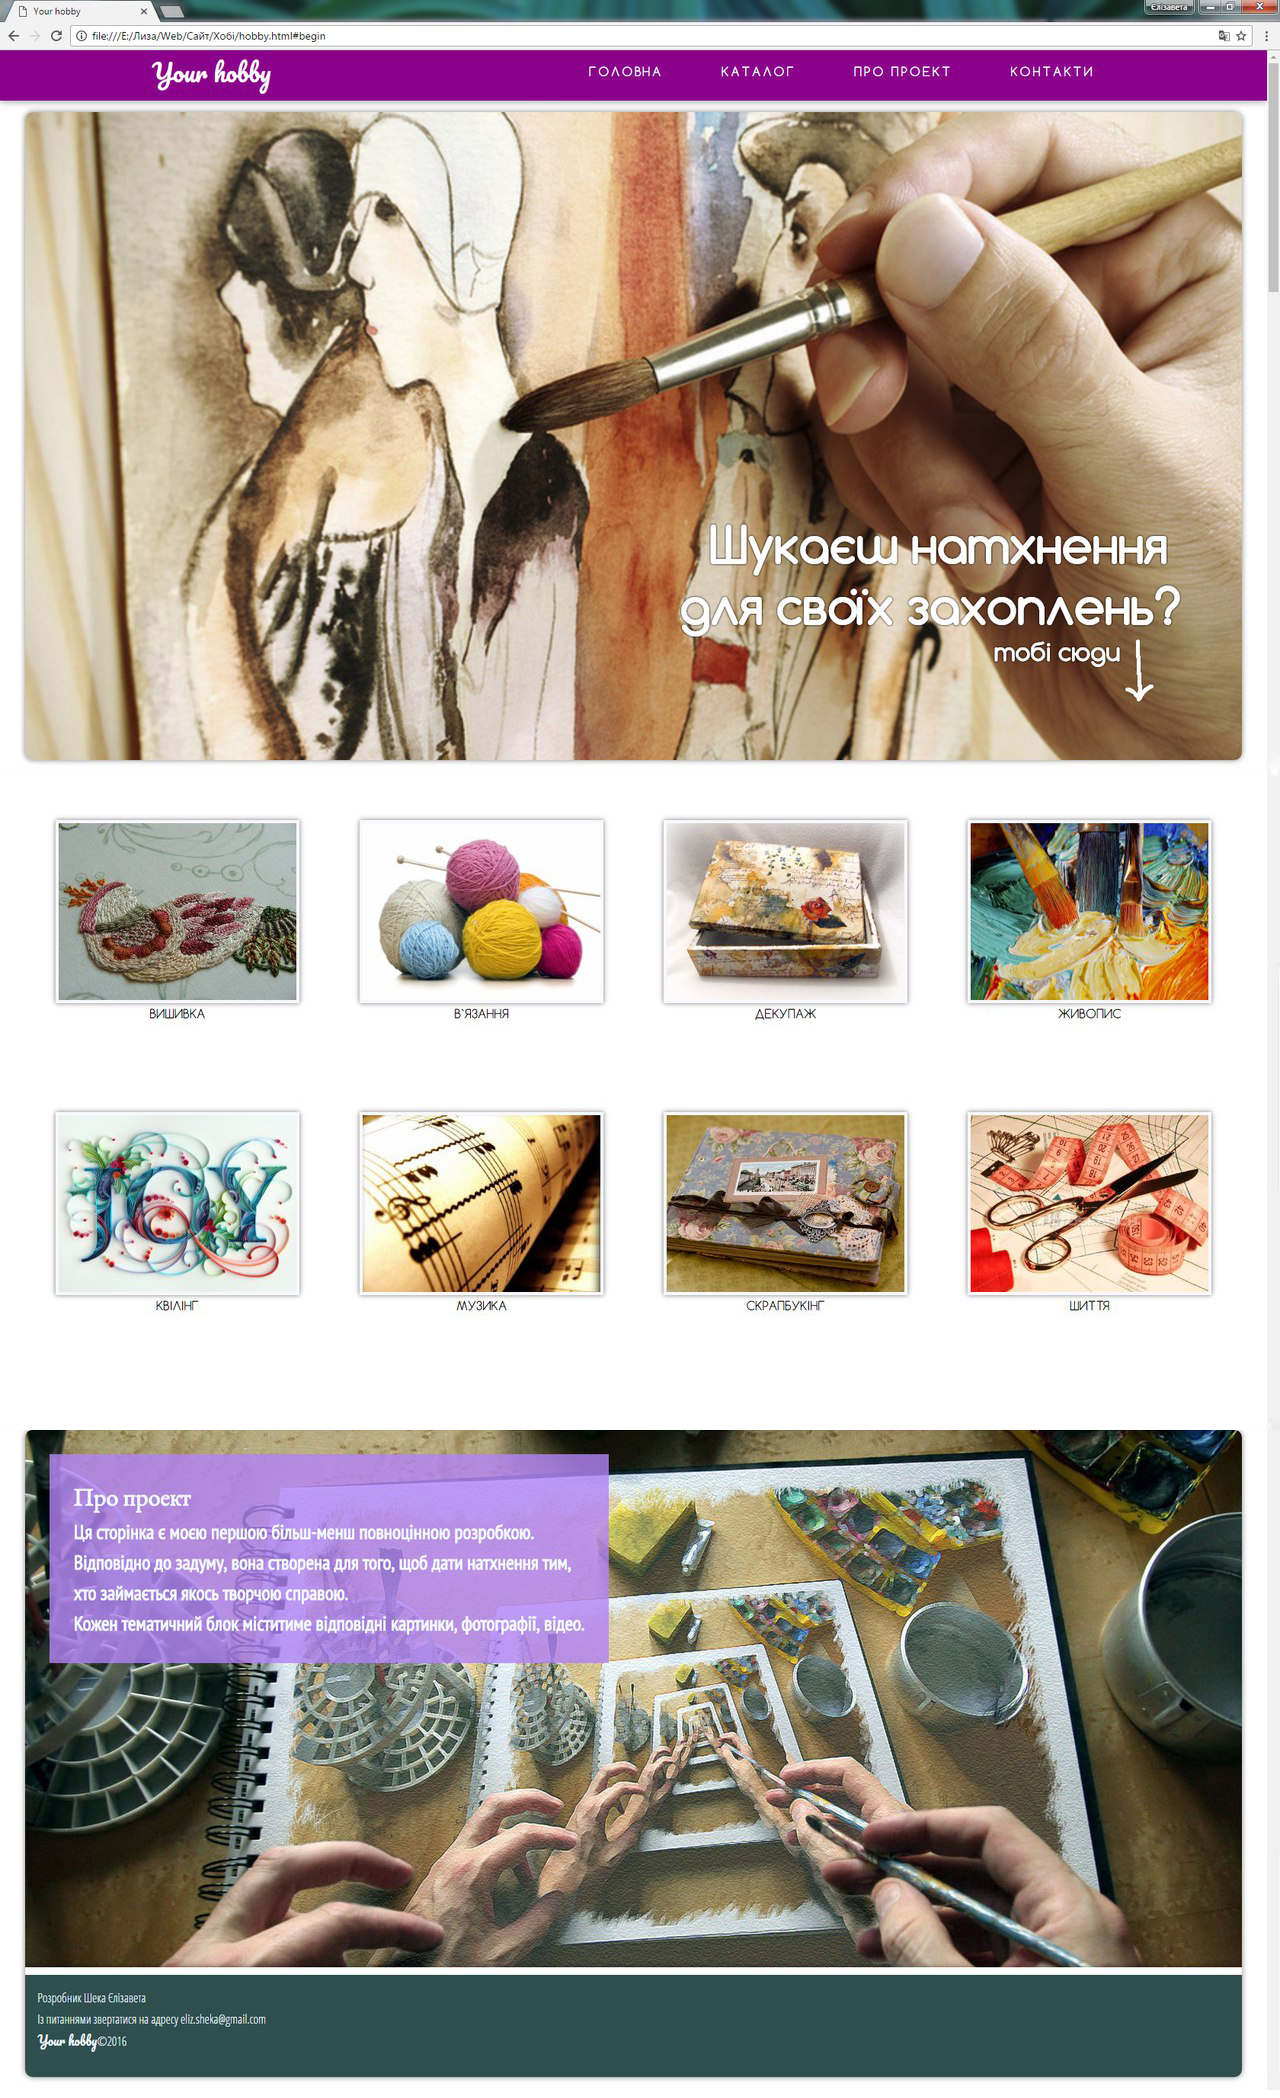 Your hobby
Єлізавета
file:///E:/Лиза/Web/Сайт/Хобі/hobby.html#begin
Your hobby
ГОЛОВНА
КАТАЛОГ
ПРО ПРОЕКТ
КОНТАКТИ
Шукаєш натхнення
для своїх захоплень?
тобі сюди
ВИШИВКА
В`ЯЗАННЯ
ДЕКУПАЖ
ЖИВОПИС
JOY
КВІЛІНГ
МУЗИКА
СКРАПБУКІНГ
ШИТТЯ
Про проект
Ця сторінка є моєю першою більш-менш повноцінною розробкою.
Відповідно до задуму, вона створена для того, щоб дати натхнення тим,
хто займається якось творчою справою.
Кожен тематичний блок міститиме відповідні картинки, фотографії, відео.
Розробник Шека Єлізавета
Із питаннями звертатися на адресу eliz.sheka@gmail.com
Your hobby©2016